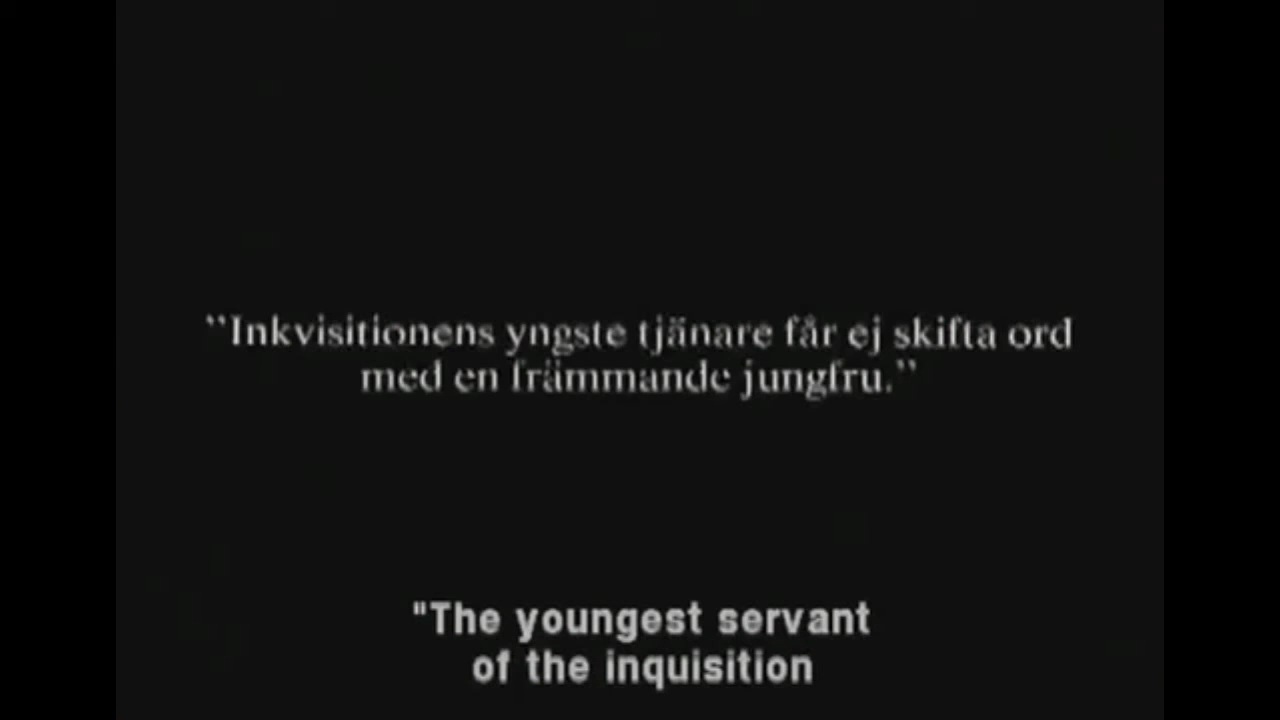 "Inkvisitionens yngste tjänare får ej skifta ord
med en främmande jungfru."
"The youngest servant
of the inquisition